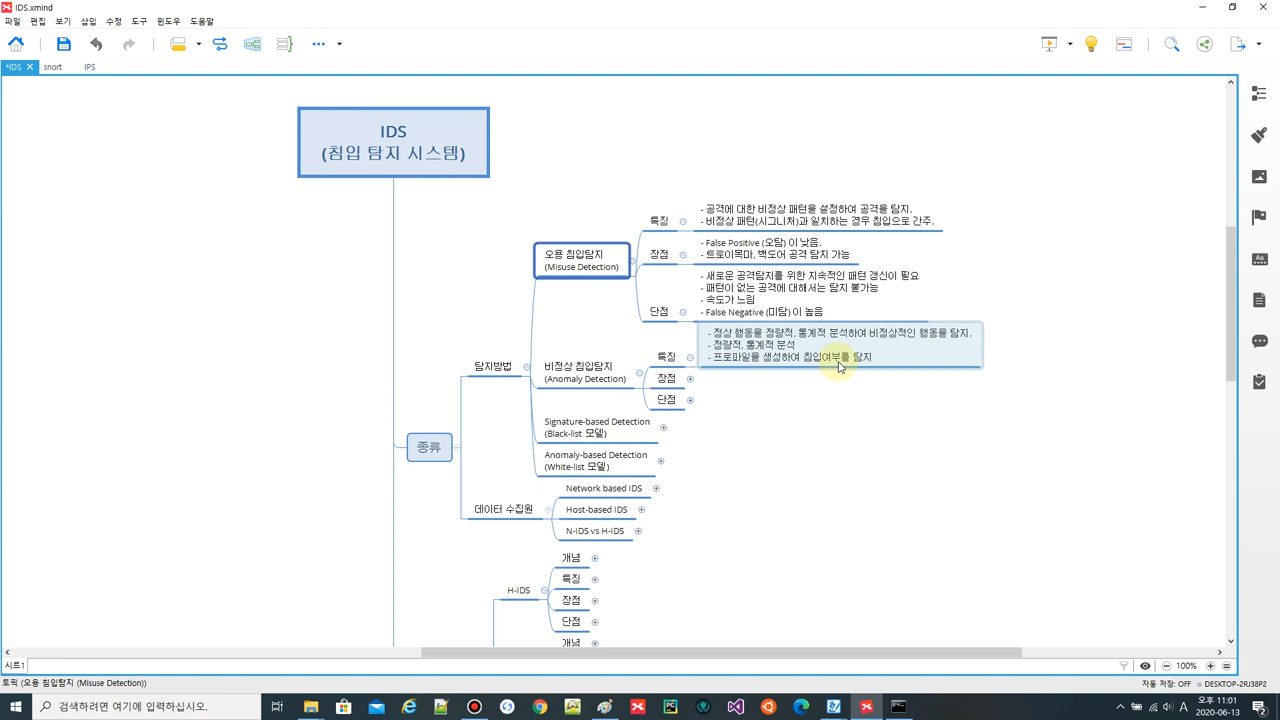 IDS.xmind
파일 편집 보기 삽입 수정 도구 윈도우 도움말
*IDS snort IPS
IDS
(침입 탐지 시스템)
- 공격에 대한 비정상 패턴을 설정하여 공격을 탐지.
- 비정상 패턴(시그니처)과 일치하는 경우 침입으로 간주.
특징
- False Positive (오탐) 이 낮음.
- 트로이목마, 백도어 공격 탐지 가능
장점
- 새로운 공격탐지를 위한 지속적인 패턴 갱신이 필요
- 패턴이 없는 공격에 대해서는 탐지 불가능
- 속도가 느림
- False Negative (미탐) 이 높음
단점
오용 침입탐지
(Misuse Detection)
- 정상 행동을 정량적, 통계적 분석하여 비정상적인 행동을 탐지.
- 정량적, 통계적 분석
- 프로파일을 생성하여 침입여부를 탐지
특징
장점
단점
탐지방법
비정상 침입탐지
(Anomaly Detection)
Signature-based Detection
(Black-list 모델)
Anomaly-based Detection
(White-list 모델)
종류
Network based IDS
데이터 수집원
Host-based IDS
N-IDS vs H-IDS
개념
특징
H-IDS
장점
단점
개념
시트1
100%
토픽 (오용 침입탐지 (Misuse Detection))
자동 저장: OFF
DESKTOP-2RJ38P2
검색하려면 여기에 입력하십시오.
A
오후 11:01
2020-06-13
2